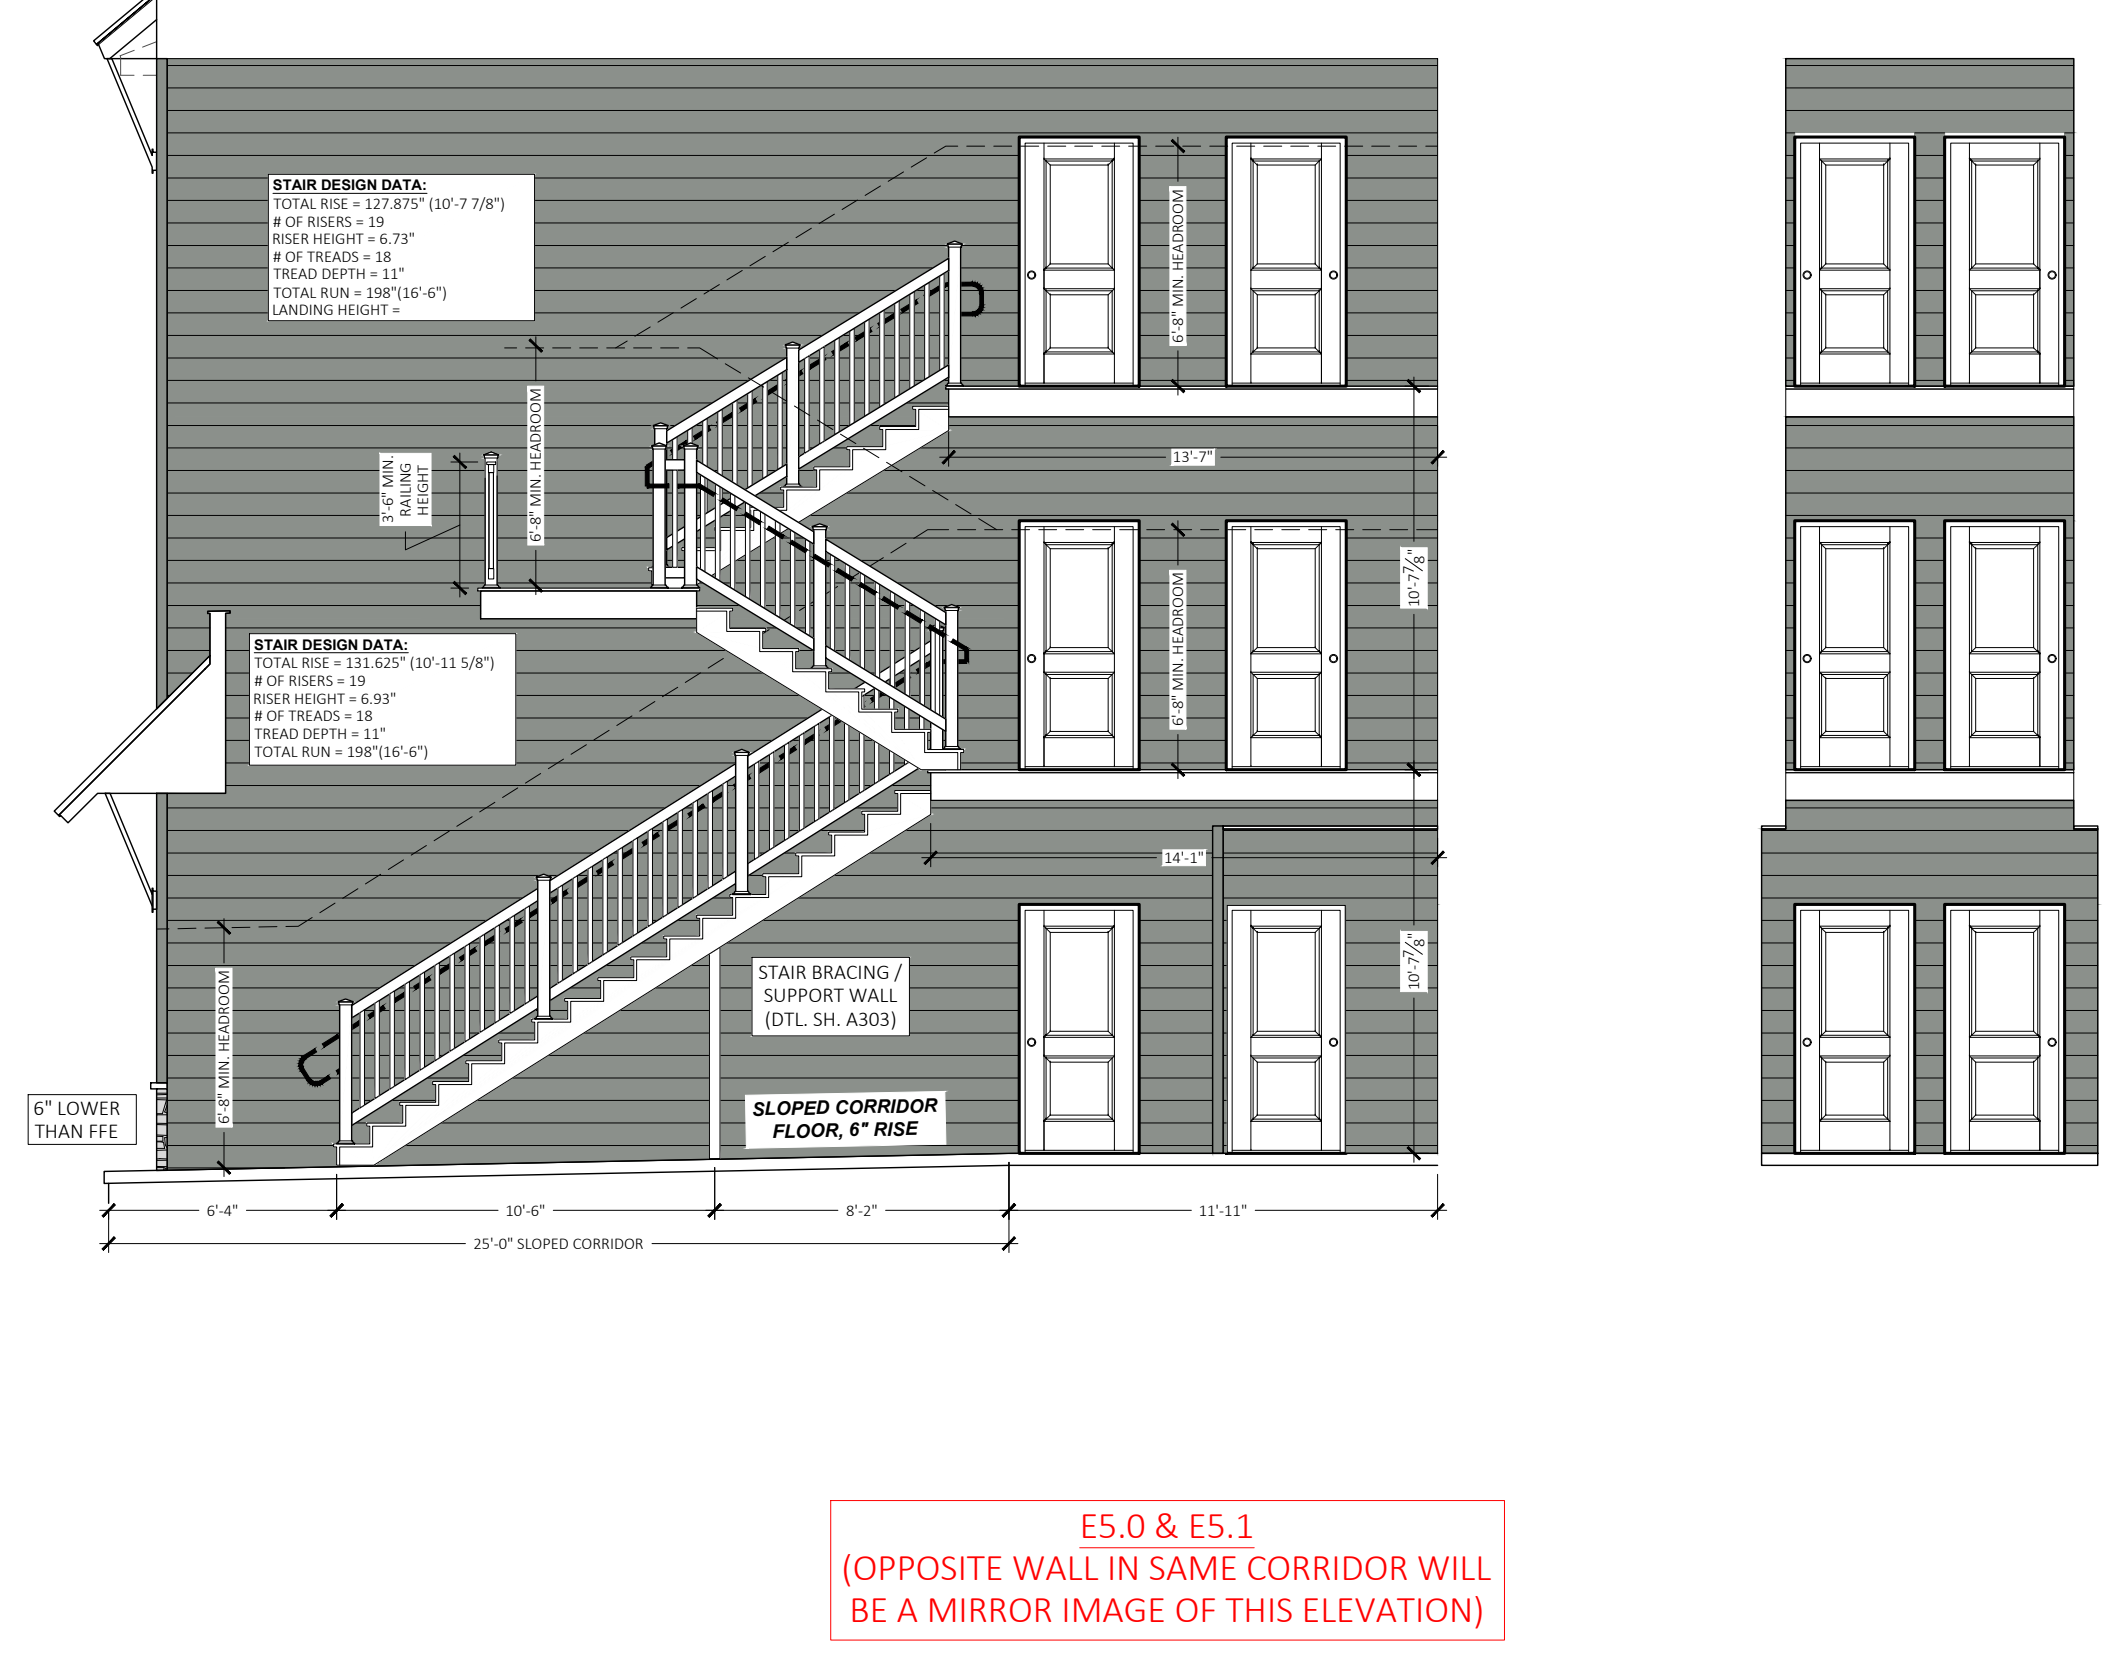 STAIR DESIGN DATA:
TOTAL RISE = 127.875" (10'-7 7/8")
# OF RISERS = 19
RISER HEIGHT = 6.73"
# OF TREADS = 18
TREAD DEPTH = 11"
TOTAL RUN = 198"(16'-6")
LANDING HEIGHT =
6'-8" MIN. HEADROOM
6'-8" MIN. HEADROOM
3'-6" MIN.
RAILING
HEIGHT
13'-7"
10'-7 7/8"
6'-8" MIN. HEADROOM
STAIR DESIGN DATA:
TOTAL RISE = 131.625" (10'-11 5/8")
# OF RISERS = 19
RISER HEIGHT = 6.93"
# OF TREADS = 18
TREAD DEPTH = 11"
TOTAL RUN = 198"(16'-6")
14'-1"
10'-7 7/8"
6'-8" MIN. HEADROOM
STAIR BRACING /
SUPPORT WALL
(DTL. SH. A303)
6" LOWER
THAN FFE
SLOPED CORRIDOR
FLOOR, 6" RISE
6'-4"
10'-6"
8'-2"
11'-11"
25'-0" SLOPED CORRIDOR
E5.0 & E5.1
(OPPOSITE WALL IN SAME CORRIDOR WILL
BE A MIRROR IMAGE OF THIS ELEVATION)